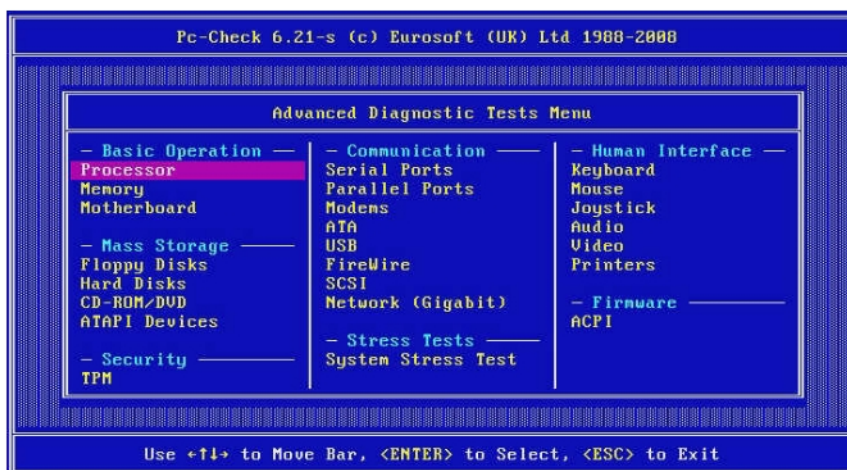 Pc-Check 6.21-s (c) Eurosoft (UK) Ltd 1988-2008
Advanced Diagnostic Tests Menu
— Basic Operation —
Processor
Memory
Motherboard
— Mass Storage —
Floppy Disks
Hard Disks
CD-ROM/DVD
ATAPI Devices
— Security —
TPM
— Communication —
Serial Ports
Parallel Ports
Modems
ATA
USB
FireWire
SCSI
Network (Gigabit)
— Stress Tests —
System Stress Test
— Human Interface —
Keyboard
Mouse
Joystick
Audio
Video
Printers
— Firmware —
ACPI
Use ←↑↓→ to Move Bar, <ENTER> to Select, <ESC> to Exit